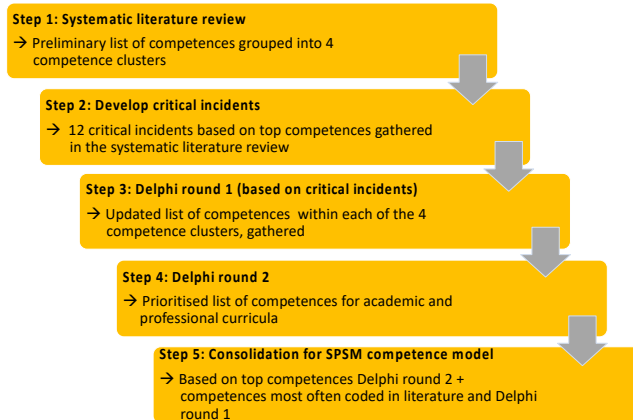 Step 1: Systematic literature review
→ Preliminary list of competences grouped into 4
competence clusters
Step 2: Develop critical incidents
→ 12 critical incidents based on top competences gathered
in the systematic literature review
Step 3: Delphi round 1 (based on critical incidents)
→ Updated list of competences within each of the 4
competence clusters, gathered
Step 4: Delphi round 2
→ Prioritised list of competences for academic and
professional curricula
Step 5: Consolidation for SPSM competence model
→ Based on top competences Delphi round 2 +
competences most often coded in literature and Delphi
round 1